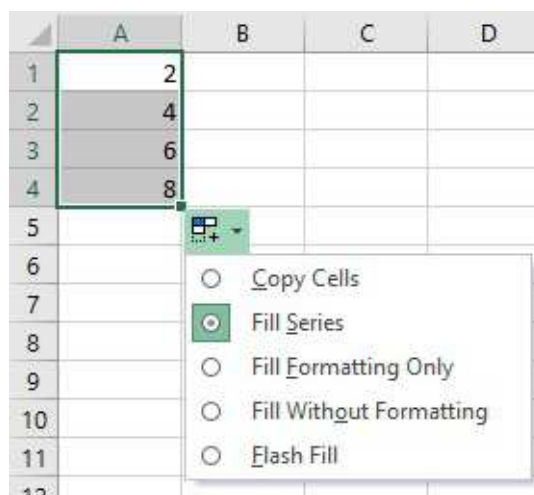 A B C D
1 2
2 4
3 6
4 8
5
6 Copy Cells
7 Fill Series
8
9 Fill Formatting Only
10 Fill Without Formatting
11 Flash Fill
12